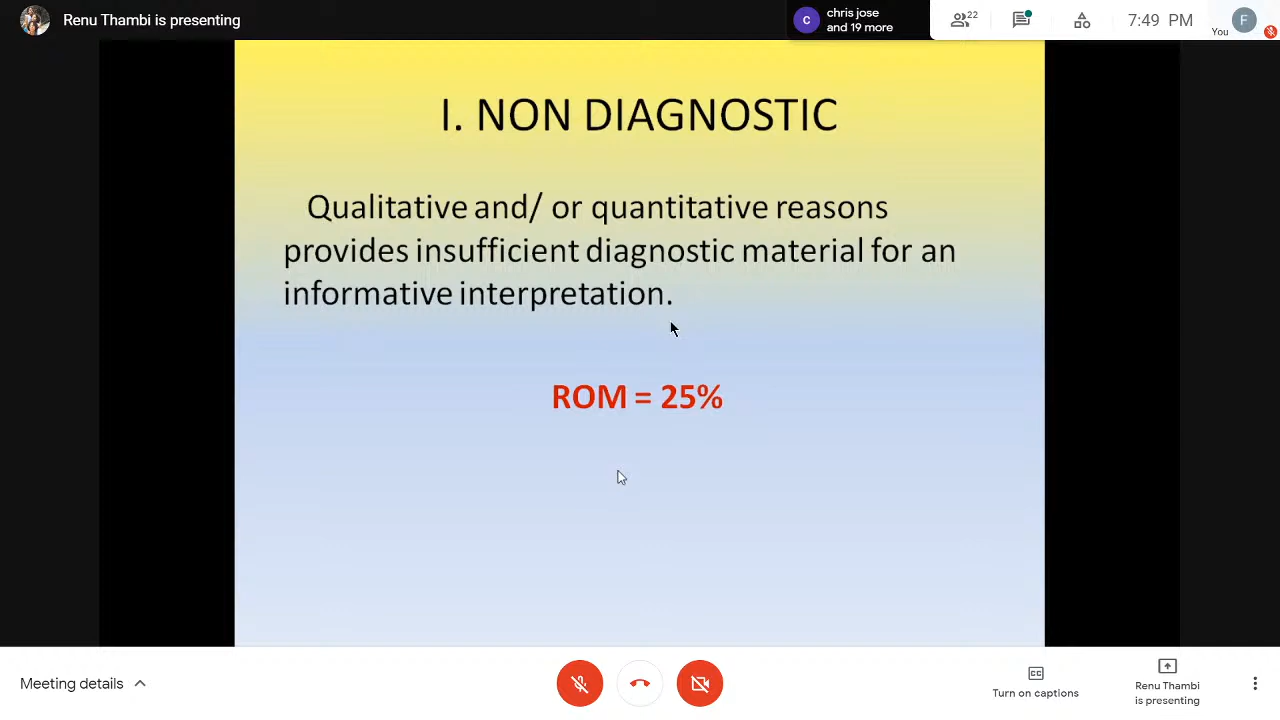 Renu Thambi is presenting
c
chris jose
and 19 more
22
7:49 PM
You
F
I. NON DIAGNOSTIC
Qualitative and/ or quantitative reasons
provides insufficient diagnostic material for an
informative interpretation.
ROM = 25%
Meeting details
CC
Turn on captions
Renu Thambi
is presenting